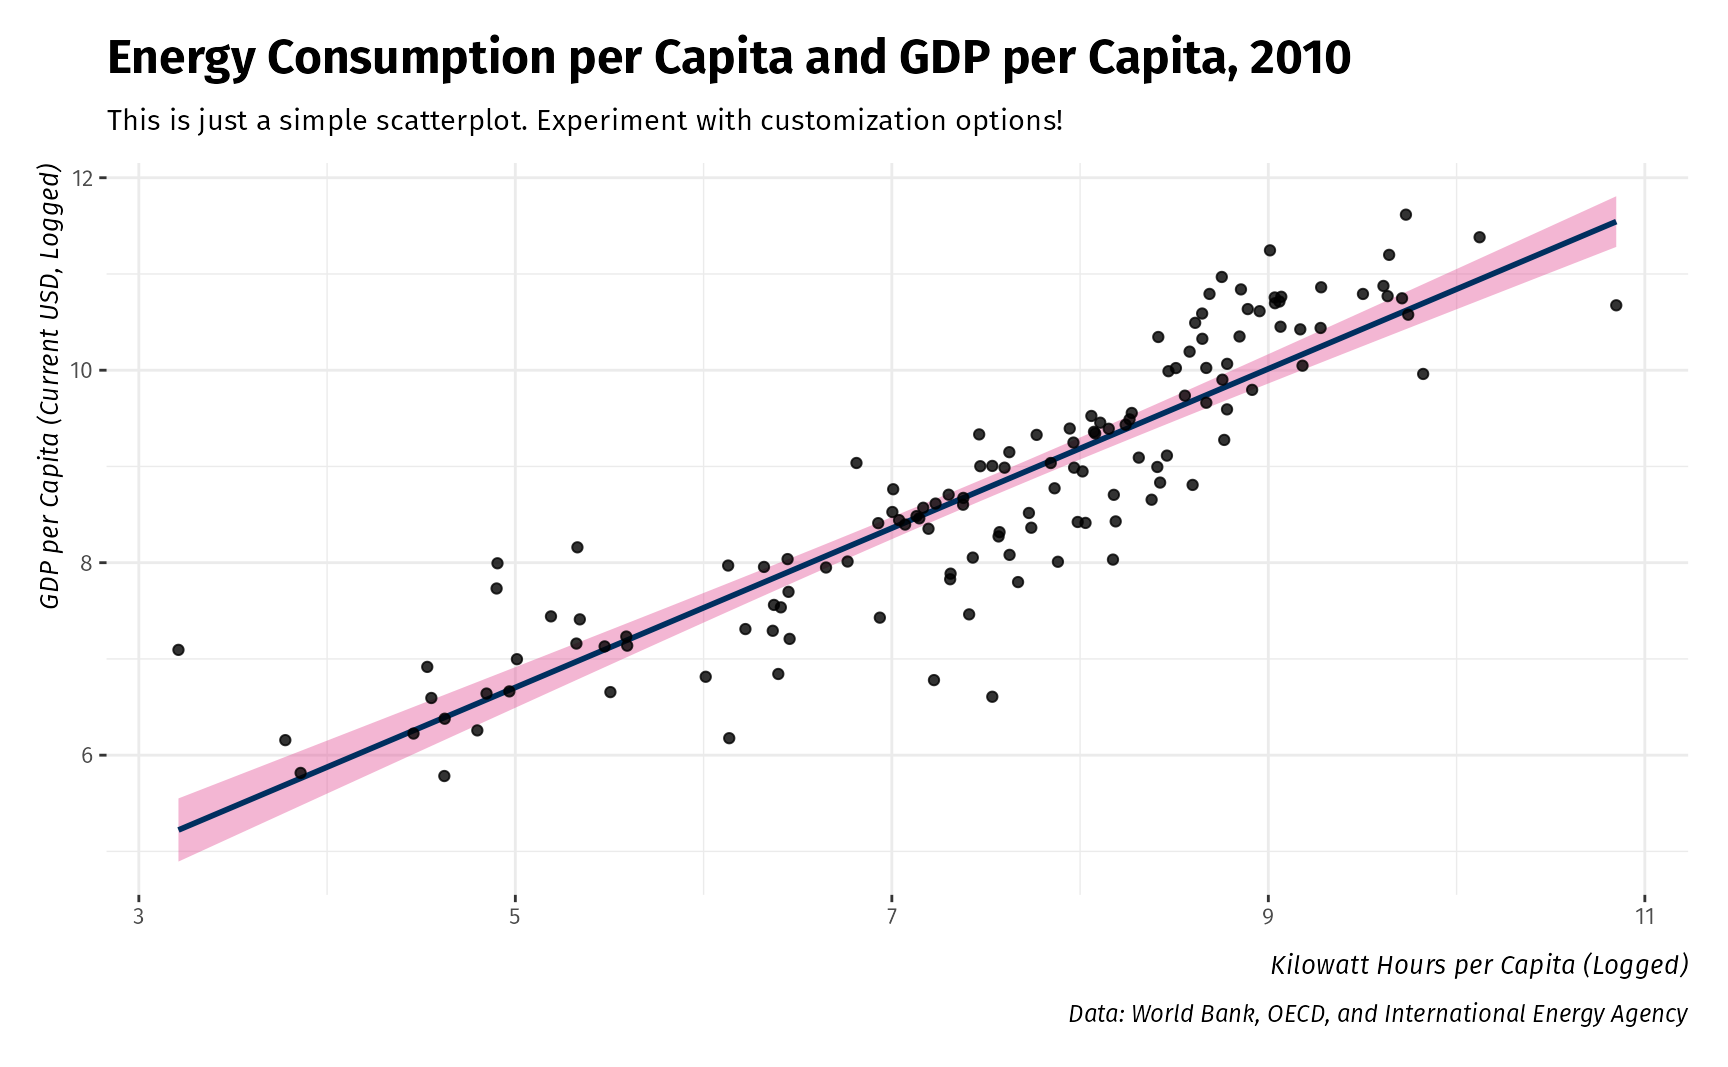 Energy Consumption per Capita and GDP per Capita, 2010
This is just a simple scatterplot. Experiment with customization options!
GDP per Capita (Current USD, Logged)
12
10
8
6
3 5 7 9 11
Kilowatt Hours per Capita (Logged)
Data: World Bank, OECD, and International Energy Agency